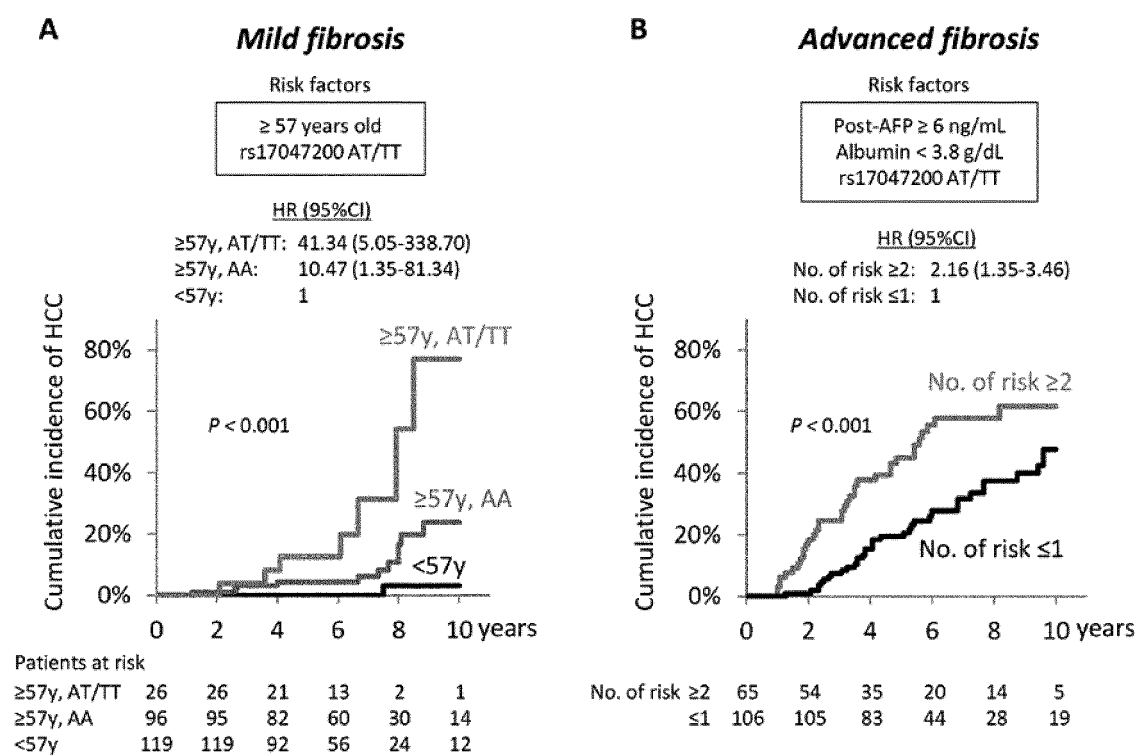 A
Mild fibrosis
Risk factors
≥ 57 years old
rs17047200 AT/TT
HR (95%CI)
≥57y, AT/TT: 41.34 (5.05-338.70)
≥57y, AA: 10.47 (1.35-81.34)
<57y: 1
Cumulative incidence of HCC
80%
60%
40%
20%
0%
P < 0.001
≥57y, AT/TT
≥57y, AA
<57y
0 2 4 6 8 10 years
Patients at risk
≥57y, AT/TT 26 26 21 13 2 1
≥57y, AA 96 95 82 60 30 14
<57y 119 119 92 56 24 12
B
Advanced fibrosis
Risk factors
Post-AFP ≥ 6 ng/mL
Albumin < 3.8 g/dL
rs17047200 AT/TT
HR (95%CI)
No. of risk ≥2: 2.16 (1.35-3.46)
No. of risk ≤1: 1
Cumulative incidence of HCC
80%
60%
40%
20%
0%
P < 0.001
No. of risk ≥2
No. of risk ≤1
0 2 4 6 8 10 years
No. of risk ≥2 65 54 35 20 14 5
≤1 106 105 83 44 28 19